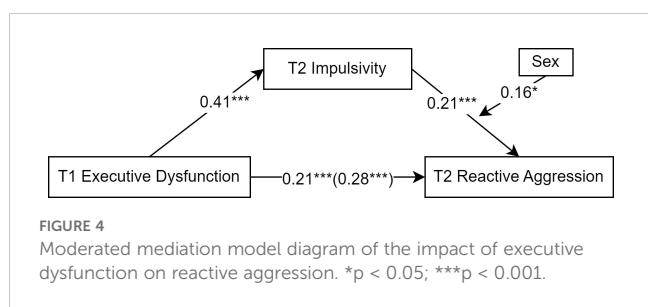 T2 Impulsivity
Sex
0.41***
0.21***
0.16*
T1 Executive Dysfunction
0.21***(0.28***)
T2 Reactive Aggression
FIGURE 4
Moderated mediation model diagram of the impact of executive
dysfunction on reactive aggression. *p < 0.05; ***p < 0.001.